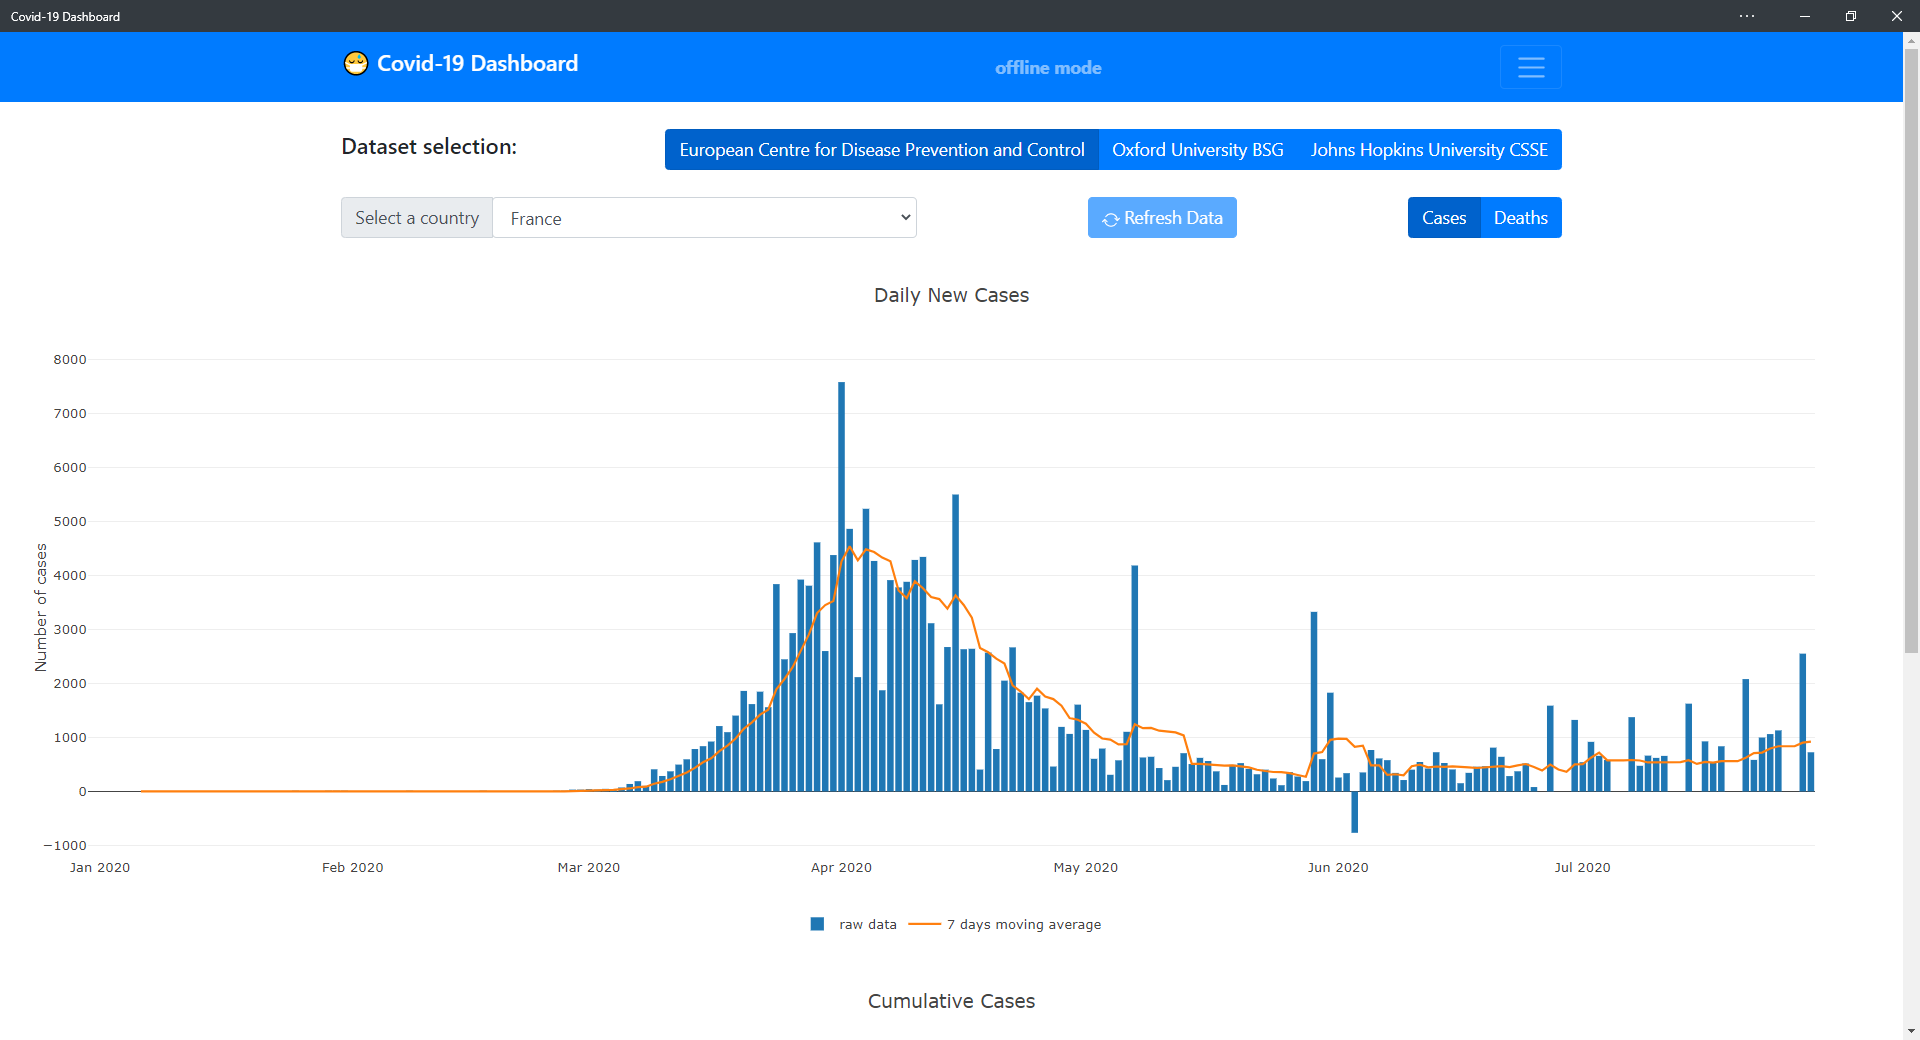 Covid-19 Dashboard
Covid-19 Dashboard
offline mode
Dataset selection:
European Centre for Disease Prevention and Control
Oxford University BSG
Johns Hopkins University CSSE
Select a country
France
Refresh Data
Cases
Deaths
Daily New Cases
8000
7000
6000
5000
4000
3000
2000
1000
0
−1000
Number of cases
Jan 2020
Feb 2020
Mar 2020
Apr 2020
May 2020
Jun 2020
Jul 2020
raw data
7 days moving average
Cumulative Cases